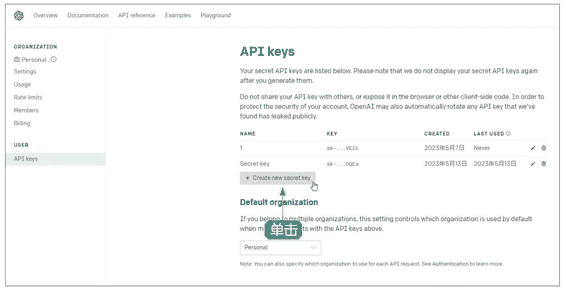 Overview Documentation API reference Examples Playground
ORGANIZATION
Personal
Settings
Usage
Rate limits
Members
Billing
USER
API keys
API keys
Your secret API keys are listed below. Please note that we do not display your secret API keys again
after you generate them.
Do not share your API key with others, or expose it in the browser or other client-side code. In order to
protect the security of your account, OpenAI may also automatically rotate any API key that we've
found has leaked publicly.
NAME KEY CREATED LAST USED
1 2023年5月7日 Never
Secret key 2023年5月13日 2023年5月13日
+ Create new secret key
Default organization
If you belong to multiple organizations, this setting controls which organization is used by default
when ts with the API keys above.
单击
Personal
Note: You can also specify which organization to use for each API request. See Authentication to learn more.